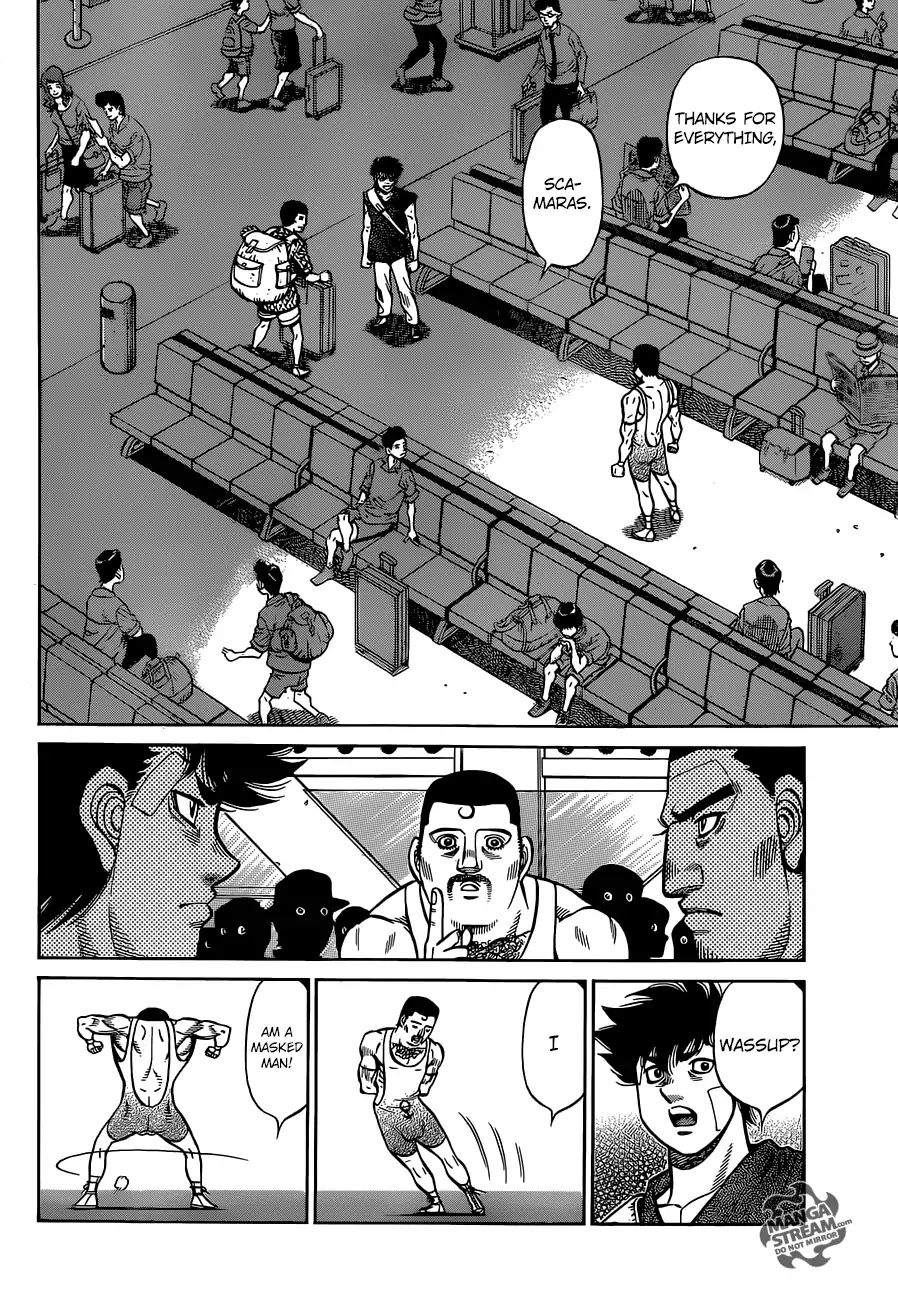 THANKS FOR
EVERYTHING,
SCA-
MARAS.
WASSUP?
I
AM A
MASKED
MAN!
MANGA
STREAM.com
DO NOT MIRROR